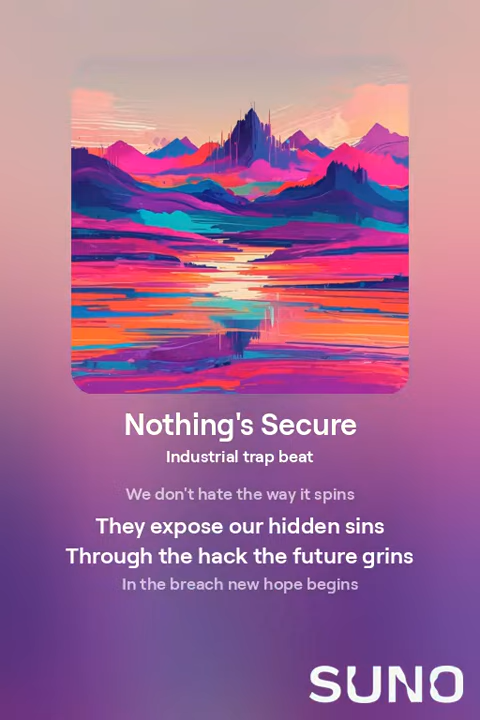 Nothing's Secure
Industrial trap beat
We don't hate the way it spins
They expose our hidden sins
Through the hack the future grins
In the breach new hope begins
SUNO